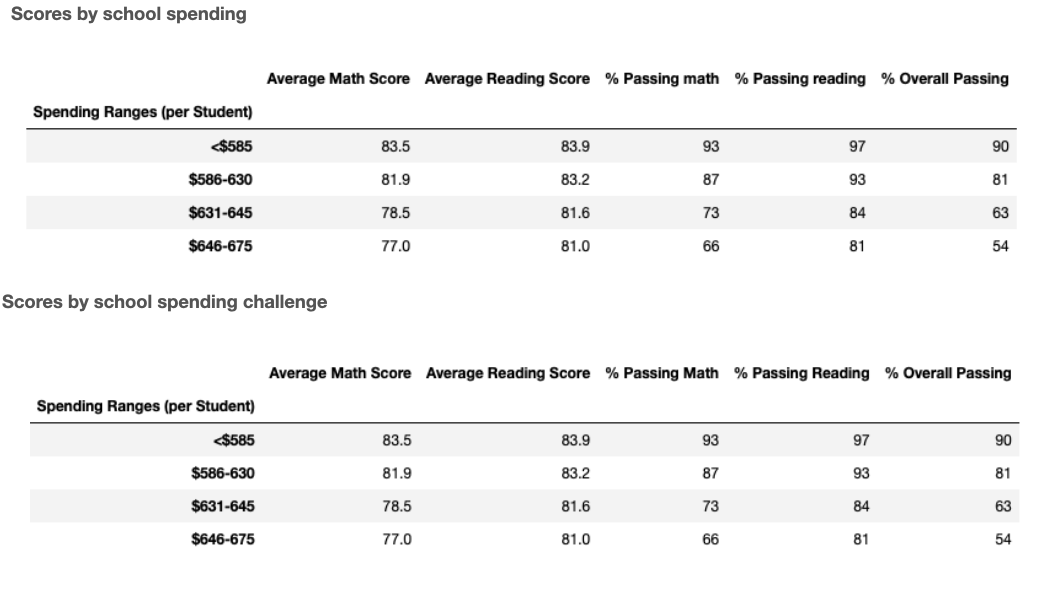 Scores by school spending
Average Math Score Average Reading Score % Passing math % Passing reading % Overall Passing
Spending Ranges (per Student)
<$585 83.5 83.9 93 97 90
$586-630 81.9 83.2 87 93 81
$631-645 78.5 81.6 73 84 63
$646-675 77.0 81.0 66 81 54
Scores by school spending challenge
Average Math Score Average Reading Score % Passing Math % Passing Reading % Overall Passing
Spending Ranges (per Student)
<$585 83.5 83.9 93 97 90
$586-630 81.9 83.2 87 93 81
$631-645 78.5 81.6 73 84 63
$646-675 77.0 81.0 66 81 54